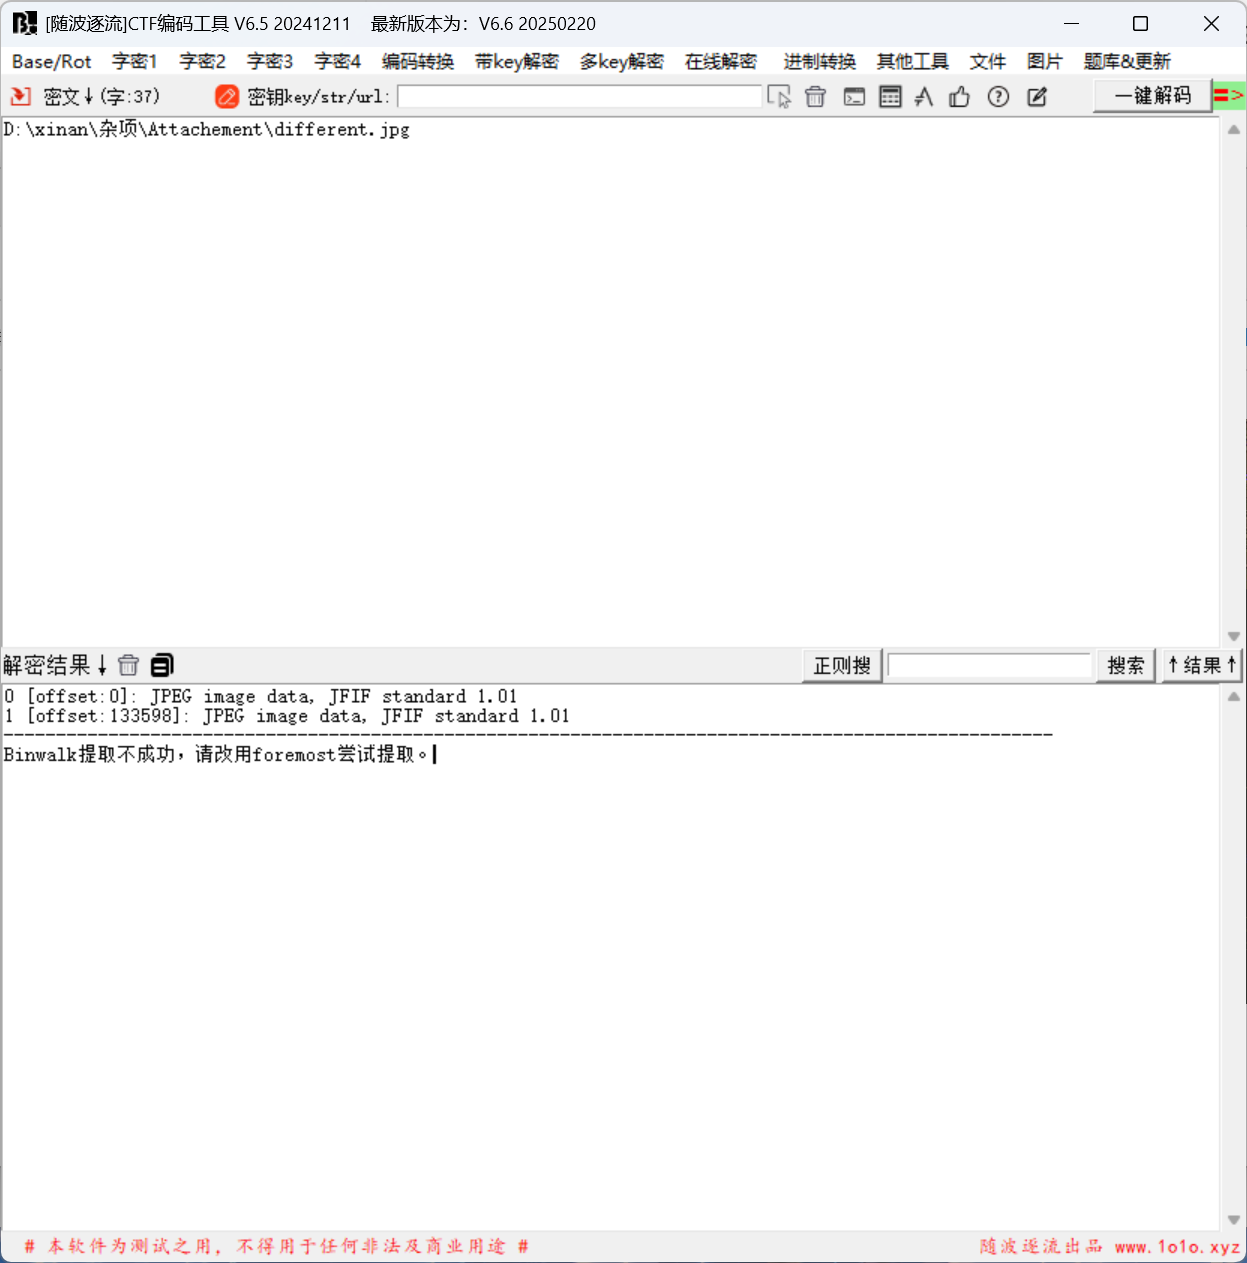 [随波逐流]CTF编码工具 V6.5 20241211 最新版本为：V6.6 20250220
Base/Rot 字密1 字密2 字密3 字密4 编码转换 带key解密 多key解密 在线解密 进制转换 其他工具 文件 图片 题库&更新
密文↓(字:37) 密钥key/str/url: 一键解码 =>
D:\xinan\杂项\Attachement\different.jpg
解密结果↓ 正则搜 搜索 ↑结果↑
0 [offset:0]: JPEG image data, JFIF standard 1.01
1 [offset:133598]: JPEG image data, JFIF standard 1.01
----------------------------------------------------------------------------------------------------
Binwalk提取不成功，请改用foremost尝试提取。
# 本软件为测试之用, 不得用于任何非法及商业用途 # 随波逐流出品 www.1o1o.xyz